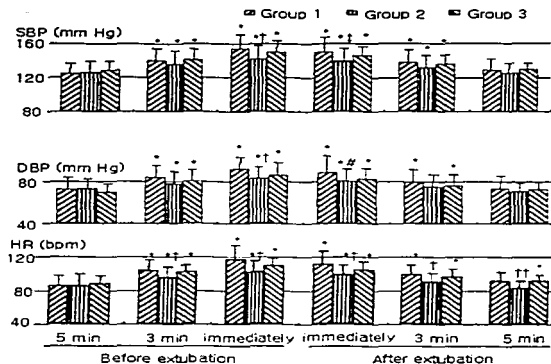 Group 1 Group 2 Group 3
SBP (mm Hg)
160
120
80
DBP (mm Hg)
80
40
HR (bpm)
120
80
40
5 min 3 min immediately immediately 3 min 5 min
Before extubation After extubation